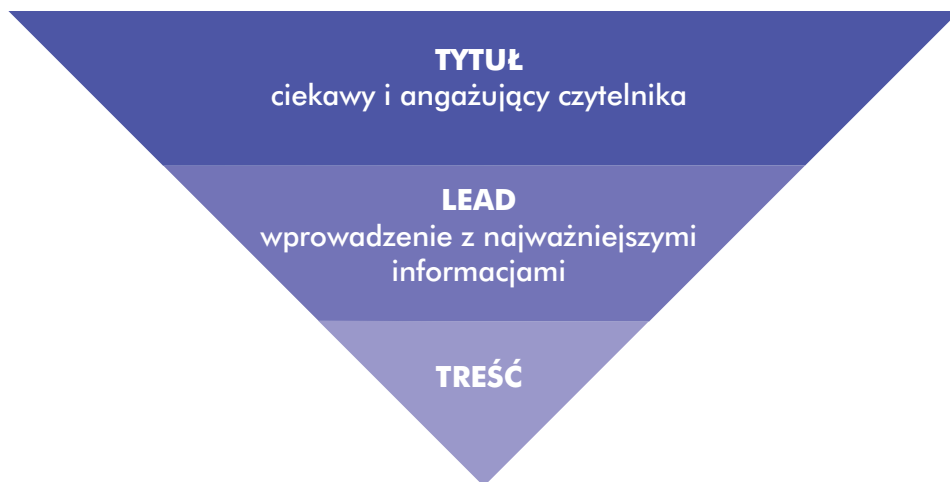 TYTUŁ
ciekawy i angażujący czytelnika
LEAD
wprowadzenie z najważniejszymi
informacjami
TREŚĆ